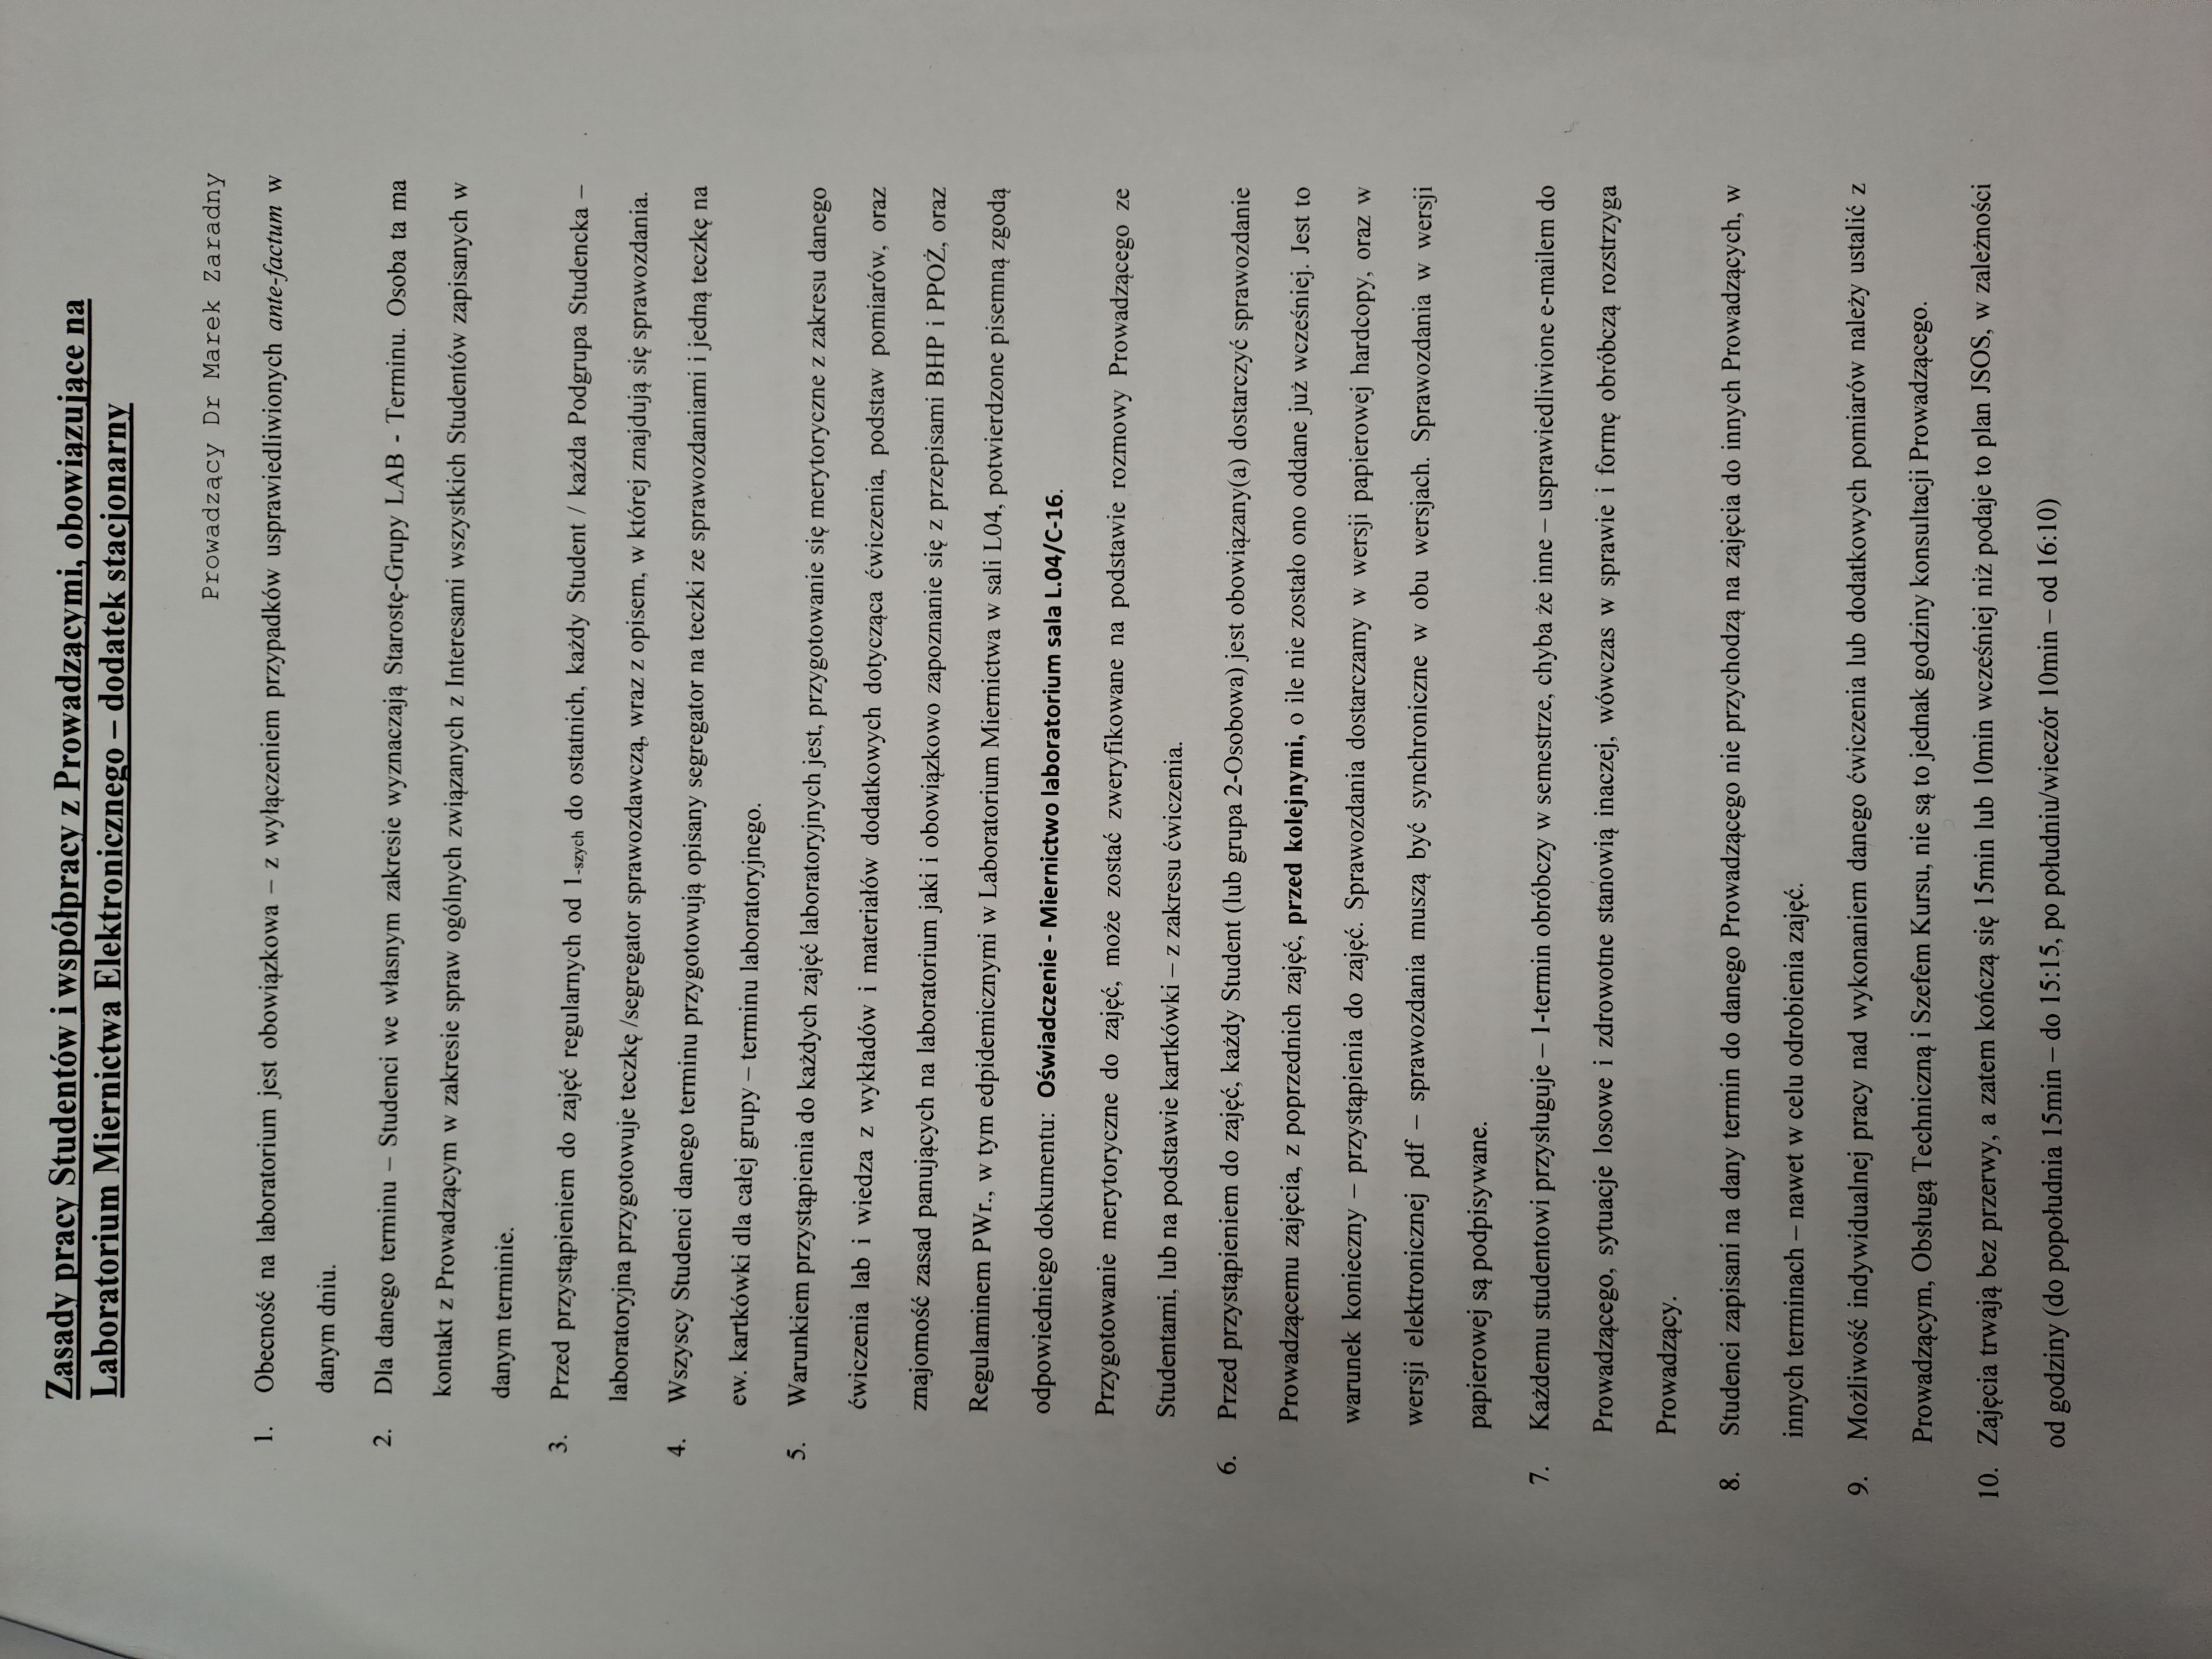 Zasady pracy Studentów i współpracy z Prowadzącymi, obowiązujące na
Laboratorium Miernictwa Elektronicznego – dodatek stacjonarny
Prowadzący Dr Marek Zaradny
1. Obecność na laboratorium jest obowiązkowa – z wyłączeniem przypadków usprawiedliwionych ante-factum w
danym dniu.
2. Dla danego terminu – Studenci we własnym zakresie wyznaczają Starostę-Grupy LAB - Terminu. Osoba ta ma
kontakt z Prowadzącym w zakresie spraw ogólnych związanych z Interesami wszystkich Studentów zapisanych w
danym terminie.
3. Przed przystąpieniem do zajęć regularnych od 1-szych do ostatnich, każdy Student / każda Podgrupa Studencka –
laboratoryjna przygotowuje teczkę /segregator sprawozdawczą, wraz z opisem, w której znajdują się sprawozdania.
4. Wszyscy Studenci danego terminu przygotowują opisany segregator na teczki ze sprawozdaniami i jedną teczkę na
ew. kartkówki dla całej grupy – terminu laboratoryjnego.
5. Warunkiem przystąpienia do każdych zajęć laboratoryjnych jest, przygotowanie się merytoryczne z zakresu danego
ćwiczenia lab i wiedza z wykładów i materiałów dodatkowych dotycząca ćwiczenia, podstaw pomiarów, oraz
znajomość zasad panujących na laboratorium jaki i obowiązkowo zapoznanie się z przepisami BHP i PPOŻ, oraz
Regulaminem PWr., w tym edpidemicznymi w Laboratorium Miernictwa w sali L04, potwierdzone pisemną zgodą
odpowiedniego dokumentu: Oświadczenie - Miernictwo laboratorium sala L.04/C-16.
Przygotowanie merytoryczne do zajęć, może zostać zweryfikowane na podstawie rozmowy Prowadzącego ze
Studentami, lub na podstawie kartkówki – z zakresu ćwiczenia.
6. Przed przystąpieniem do zajęć, każdy Student (lub grupa 2-Osobowa) jest obowiązany(a) dostarczyć sprawozdanie
Prowadzącemu zajęcia, z poprzednich zajęć, przed kolejnymi, o ile nie zostało ono oddane już wcześniej. Jest to
warunek konieczny – przystąpienia do zajęć. Sprawozdania dostarczamy w wersji papierowej hardcopy, oraz w
wersji elektronicznej pdf – sprawozdania muszą być synchroniczne w obu wersjach. Sprawozdania w wersji
papierowej są podpisywane.
7. Każdemu studentowi przysługuje – 1-termin obróbczy w semestrze, chyba że inne – usprawiedliwione e-mailem do
Prowadzącego, sytuacje losowe i zdrowotne stanowią inaczej, wówczas w sprawie i formę obróbczą rozstrzyga
Prowadzący.
8. Studenci zapisani na dany termin do danego Prowadzącego nie przychodzą na zajęcia do innych Prowadzących, w
innych terminach – nawet w celu odrobienia zajęć.
9. Możliwość indywidualnej pracy nad wykonaniem danego ćwiczenia lub dodatkowych pomiarów należy ustalić z
Prowadzącym, Obsługą Techniczną i Szefem Kursu, nie są to jednak godziny konsultacji Prowadzącego.
10. Zajęcia trwają bez przerwy, a zatem kończą się 15min lub 10min wcześniej niż podaje to plan JSOS, w zależności
od godziny (do popołudnia 15min – do 15:15, po południu/wieczór 10min – od 16:10)